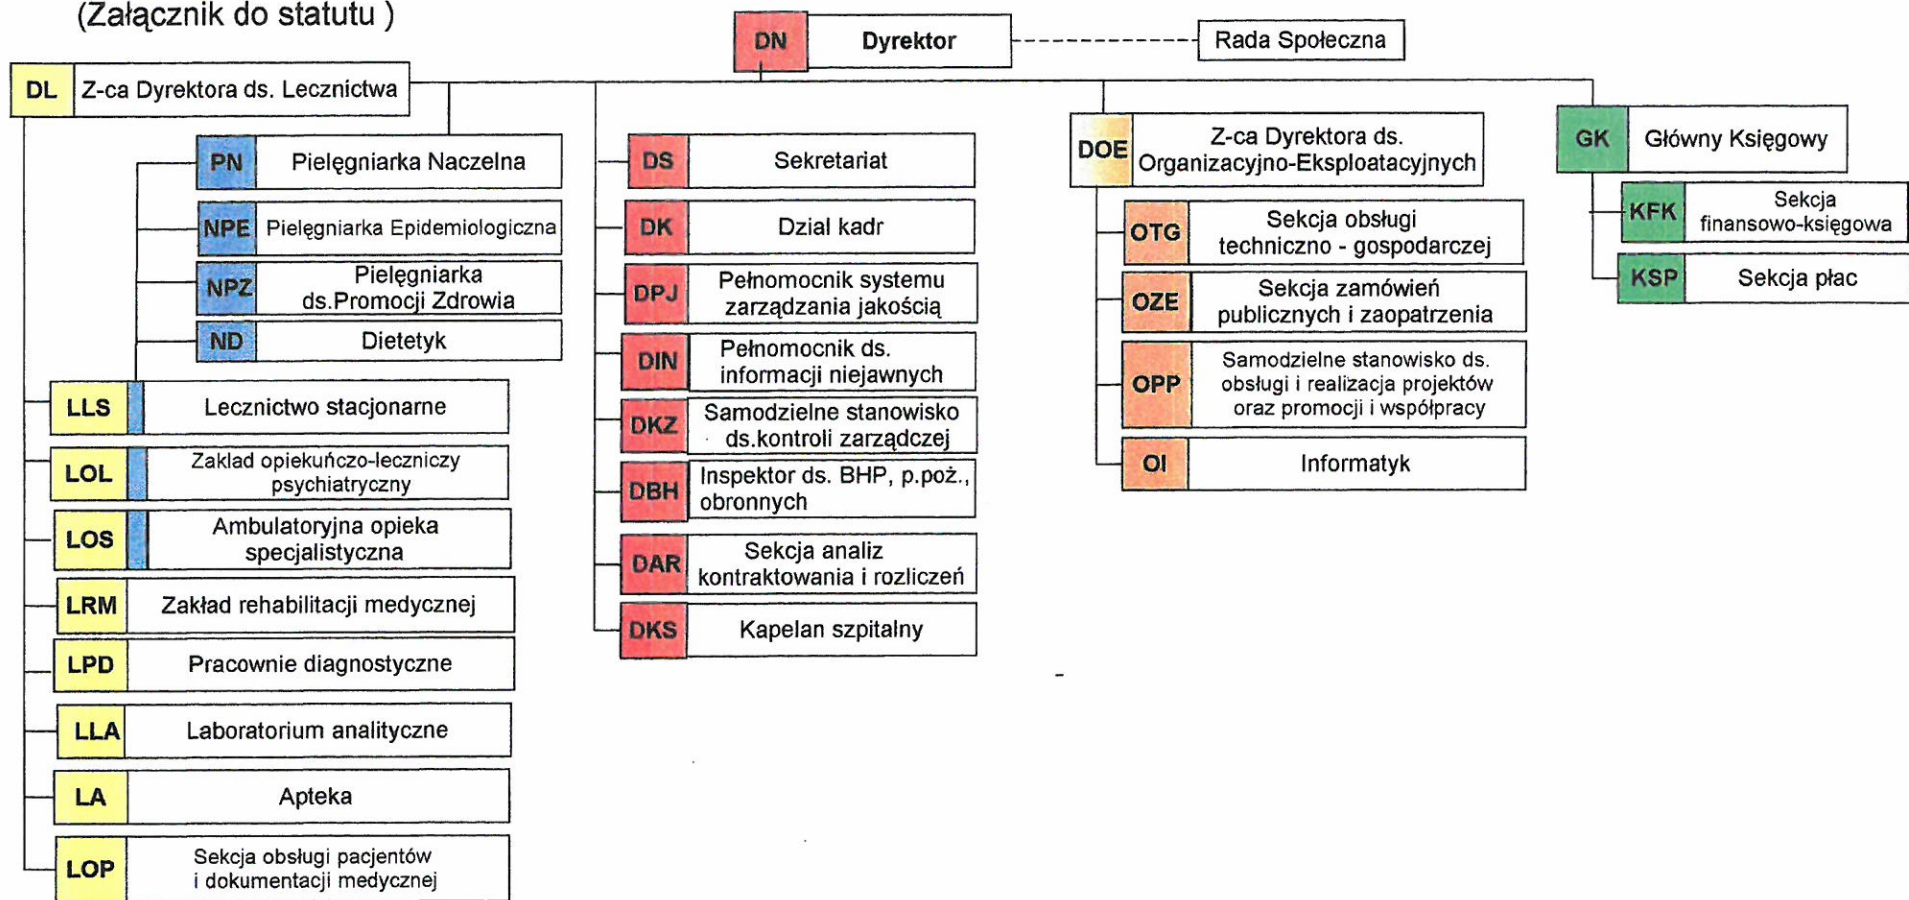 (Załącznik do statutu )
DN Dyrektor
Rada Społeczna
DL Z-ca Dyrektora ds. Lecznictwa
PN Pielęgniarka Naczelna
NPE Pielęgniarka Epidemiologiczna
NPZ Pielęgniarka
ds.Promocji Zdrowia
ND Dietetyk
LLS Lecznictwo stacjonarne
LOL Zaklad opiekuńczo-leczniczy
psychiatryczny
LOS Ambulatoryjna opieka
specjalistyczna
LRM Zakład rehabilitacji medycznej
LPD Pracownie diagnostyczne
LLA Laboratorium analityczne
LA Apteka
LOP Sekcja obsługi pacjentów
i dokumentacji medycznej
DS Sekretariat
DK Dzial kadr
DPJ Pełnomocnik systemu
zarządzania jakością
DIN Pełnomocnik ds.
informacji niejawnych
DKZ Samodzielne stanowisko
ds.kontroli zarządczej
DBH Inspektor ds. BHP, p.poż.,
obronnych
DAR Sekcja analiz
kontraktowania i rozliczeń
DKS Kapelan szpitalny
DOE Z-ca Dyrektora ds.
Organizacyjno-Eksploatacyjnych
OTG Sekcja obsługi
techniczno - gospodarczej
OZE Sekcja zamówień
publicznych i zaopatrzenia
OPP Samodzielne stanowisko ds.
obsługi i realizacja projektów
oraz promocji i współpracy
OI Informatyk
GK Główny Księgowy
KFK Sekcja
finansowo-księgowa
KSP Sekcja płac